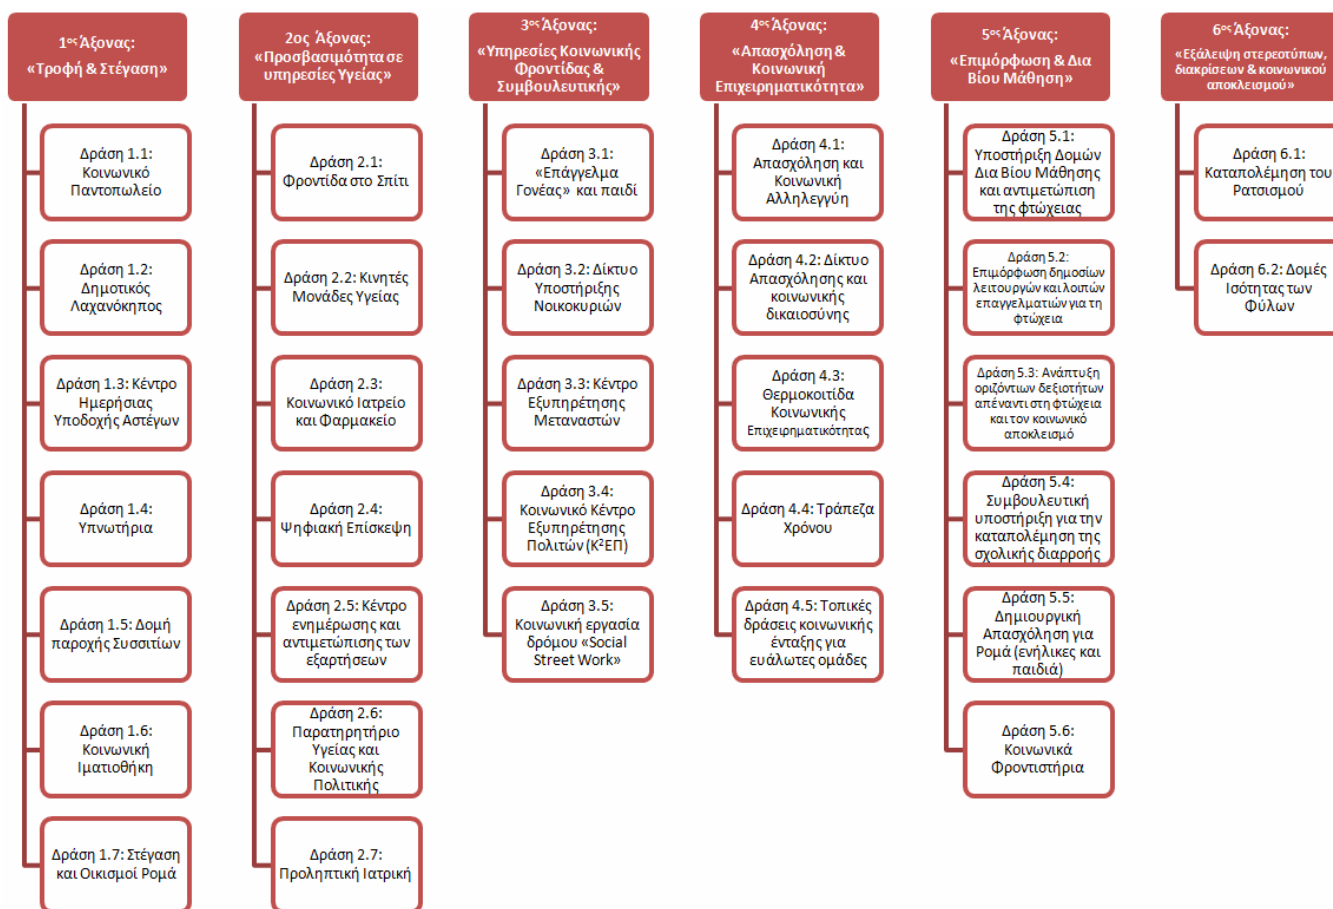 1ος Άξονας:
«Τροφή & Στέγαση»
Δράση 1.1:
Κοινωνικό
Παντοπωλείο
Δράση 1.2:
Δημοτικός
Λαχανόκηπος
Δράση 1.3: Κέντρο
Ημερήσιας
Υποδοχής Αστέγων
Δράση 1.4:
Υπνωτήρια
Δράση 1.5: Δομή
παροχής Συσσιτίων
Δράση 1.6:
Κοινωνική
Ιματιοθήκη
Δράση 1.7: Στέγαση
και Οικισμοί Ρομά
2ος Άξονας:
«Προσβασιμότητα σε
υπηρεσίες Υγείας»
Δράση 2.1:
Φροντίδα στο Σπίτι
Δράση 2.2: Κινητές
Μονάδες Υγείας
Δράση 2.3:
Κοινωνικό Ιατρείο
και Φαρμακείο
Δράση 2.4:
Ψηφιακή Επίσκεψη
Δράση 2.5: Κέντρο
ενημέρωσης και
αντιμετώπισης των
εξαρτήσεων
Δράση 2.6:
Παρατηρητήριο
Υγείας και
Κοινωνικής
Πολιτικής
Δράση 2.7:
Προληπτική Ιατρική
3ος Άξονας:
«Υπηρεσίες Κοινωνικής
Φροντίδας &
Συμβουλευτικής»
Δράση 3.1:
«Επάγγελμα
Γονέας» και παιδί
Δράση 3.2: Δίκτυο
Υποστήριξης
Νοικοκυριών
Δράση 3.3: Κέντρο
Εξυπηρέτησης
Μεταναστών
Δράση 3.4:
Κοινωνικό Κέντρο
Εξυπηρέτησης
Πολιτών (Κ²ΕΠ)
Δράση 3.5:
Κοινωνική εργασία
δρόμου «Social
Street Work»
4ος Άξονας:
«Απασχόληση &
Κοινωνική
Επιχειρηματικότητα»
Δράση 4.1:
Απασχόληση και
Κοινωνική
Αλληλεγγύη
Δράση 4.2: Δίκτυο
Απασχόλησης και
κοινωνικής
δικαιοσύνης
Δράση 4.3:
Θερμοκοιτίδα
Κοινωνικής
Επιχειρηματικότητας
Δράση 4.4: Τράπεζα
Χρόνου
Δράση 4.5: Τοπικές
δράσεις κοινωνικής
ένταξης για
ευάλωτες ομάδες
5ος Άξονας:
«Επιμόρφωση & Δια
Βίου Μάθηση»
Δράση 5.1:
Υποστήριξη Δομών
Δια Βίου Μάθησης
και αντιμετώπιση
της φτώχειας
Δράση 5.2:
Επιμόρφωση δημοσίων
λειτουργών και λοιπών
επαγγελματιών για τη
φτώχεια
Δράση 5.3: Ανάπτυξη
οριζόντιων δεξιοτήτων
απέναντι στη φτώχεια
και τον κοινωνικό
αποκλεισμό
Δράση 5.4:
Συμβουλευτική
υποστήριξη για την
καταπολέμηση της
σχολικής διαρροής
Δράση 5.5:
Δημιουργική
Απασχόληση για
Ρομά (ενήλικες και
παιδιά)
Δράση 5.6:
Κοινωνικά
Φροντιστήρια
6ος Άξονας:
«Εξάλειψη στερεοτύπων,
διακρίσεων & κοινωνικού
αποκλεισμού»
Δράση 6.1:
Καταπολέμηση του
Ρατσισμού
Δράση 6.2: Δομές
Ισότητας των
Φύλων